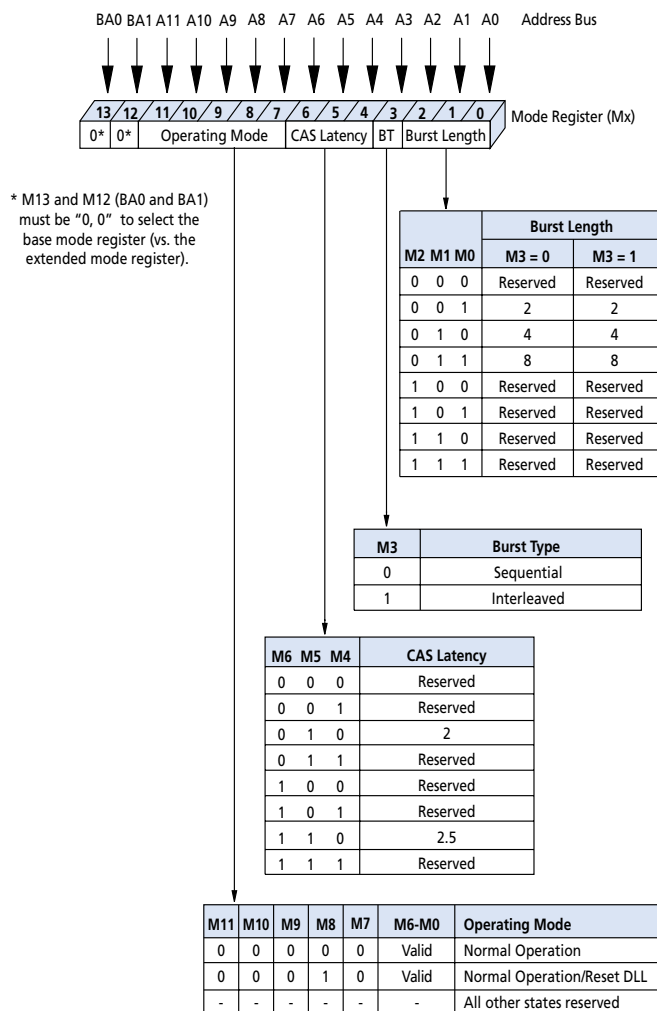 BA0 BA1 A11 A10 A9 A8 A7 A6 A5 A4 A3 A2 A1 A0 Address Bus
13 12 11 10 9 8 7 6 5 4 3 2 1 0
Mode Register (Mx)
0* 0* Operating Mode CAS Latency BT Burst Length
* M13 and M12 (BA0 and BA1)
must be “0, 0” to select the
base mode register (vs. the
extended mode register).
Burst Length
M2 M1 M0 M3 = 0 M3 = 1
0 0 0 Reserved Reserved
0 0 1 2 2
0 1 0 4 4
0 1 1 8 8
1 0 0 Reserved Reserved
1 0 1 Reserved Reserved
1 1 0 Reserved Reserved
1 1 1 Reserved Reserved
M3 Burst Type
0 Sequential
1 Interleaved
M6 M5 M4 CAS Latency
0 0 0 Reserved
0 0 1 Reserved
0 1 0 2
0 1 1 Reserved
1 0 0 Reserved
1 0 1 Reserved
1 1 0 2.5
1 1 1 Reserved
M11 M10 M9 M8 M7 M6-M0 Operating Mode
0 0 0 0 0 Valid Normal Operation
0 0 0 1 0 Valid Normal Operation/Reset DLL
- - - - - - All other states reserved